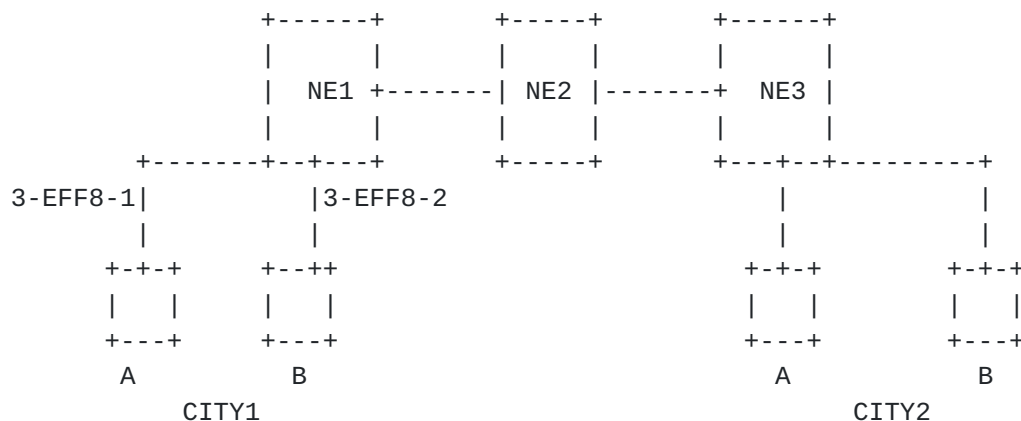 NE1 NE2 NE3
3-EFF8-1 3-EFF8-2
A B A B
CITY1 CITY2